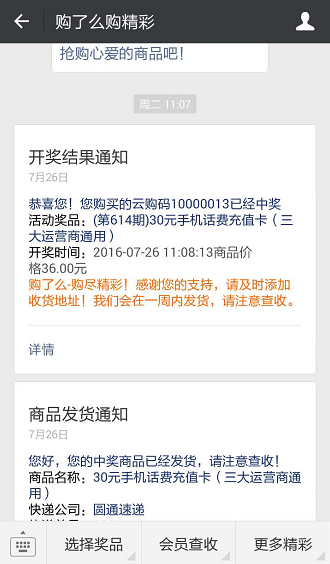 购了么购精彩
抢购心爱的商品吧！
周二 11:07
开奖结果通知
7月26日
恭喜您！您购买的云购码10000013已经中奖
活动奖品：(第614期)30元手机话费充值卡（三
大运营商通用）
开奖时间：2016-07-26 11:08:13商品价
格36.00元
购了么-购尽精彩！感谢您的支持，请及时添加
收货地址！我们会在一周内发货，请注意查收。
详情
商品发货通知
7月26日
您好，您的中奖商品已经发货，请注意查收！
商品名称：30元手机话费充值卡（三大运营商通
用）
快递公司：圆通速递
选择奖品
会员查收
更多精彩